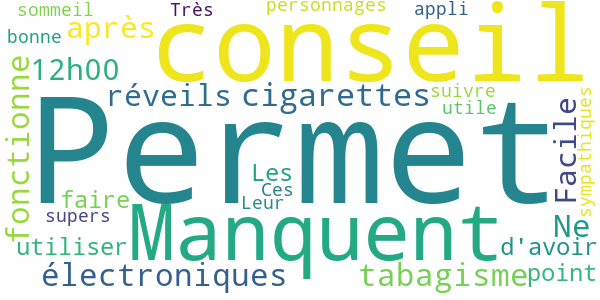 sommeil Très personnages appli
bonne après conseil
12h00
réveils cigarettes suivre
utile
fonctionne Permet Facile sympathiques
Les
Ces
faire Leur
supers Manquent Ne
utiliser d'avoir
électroniques tabagisme point